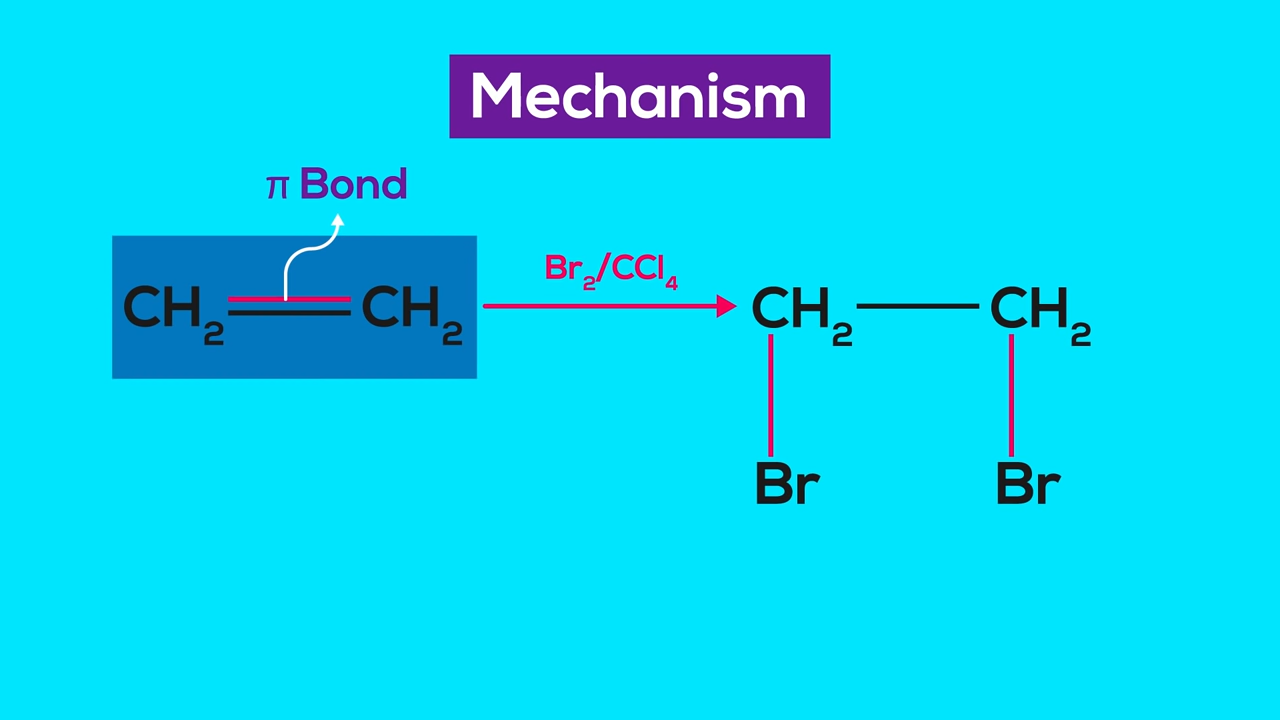 Mechanism
π Bond
CH₂ CH₂
Br₂/CCl₄
CH₂ CH₂
Br Br